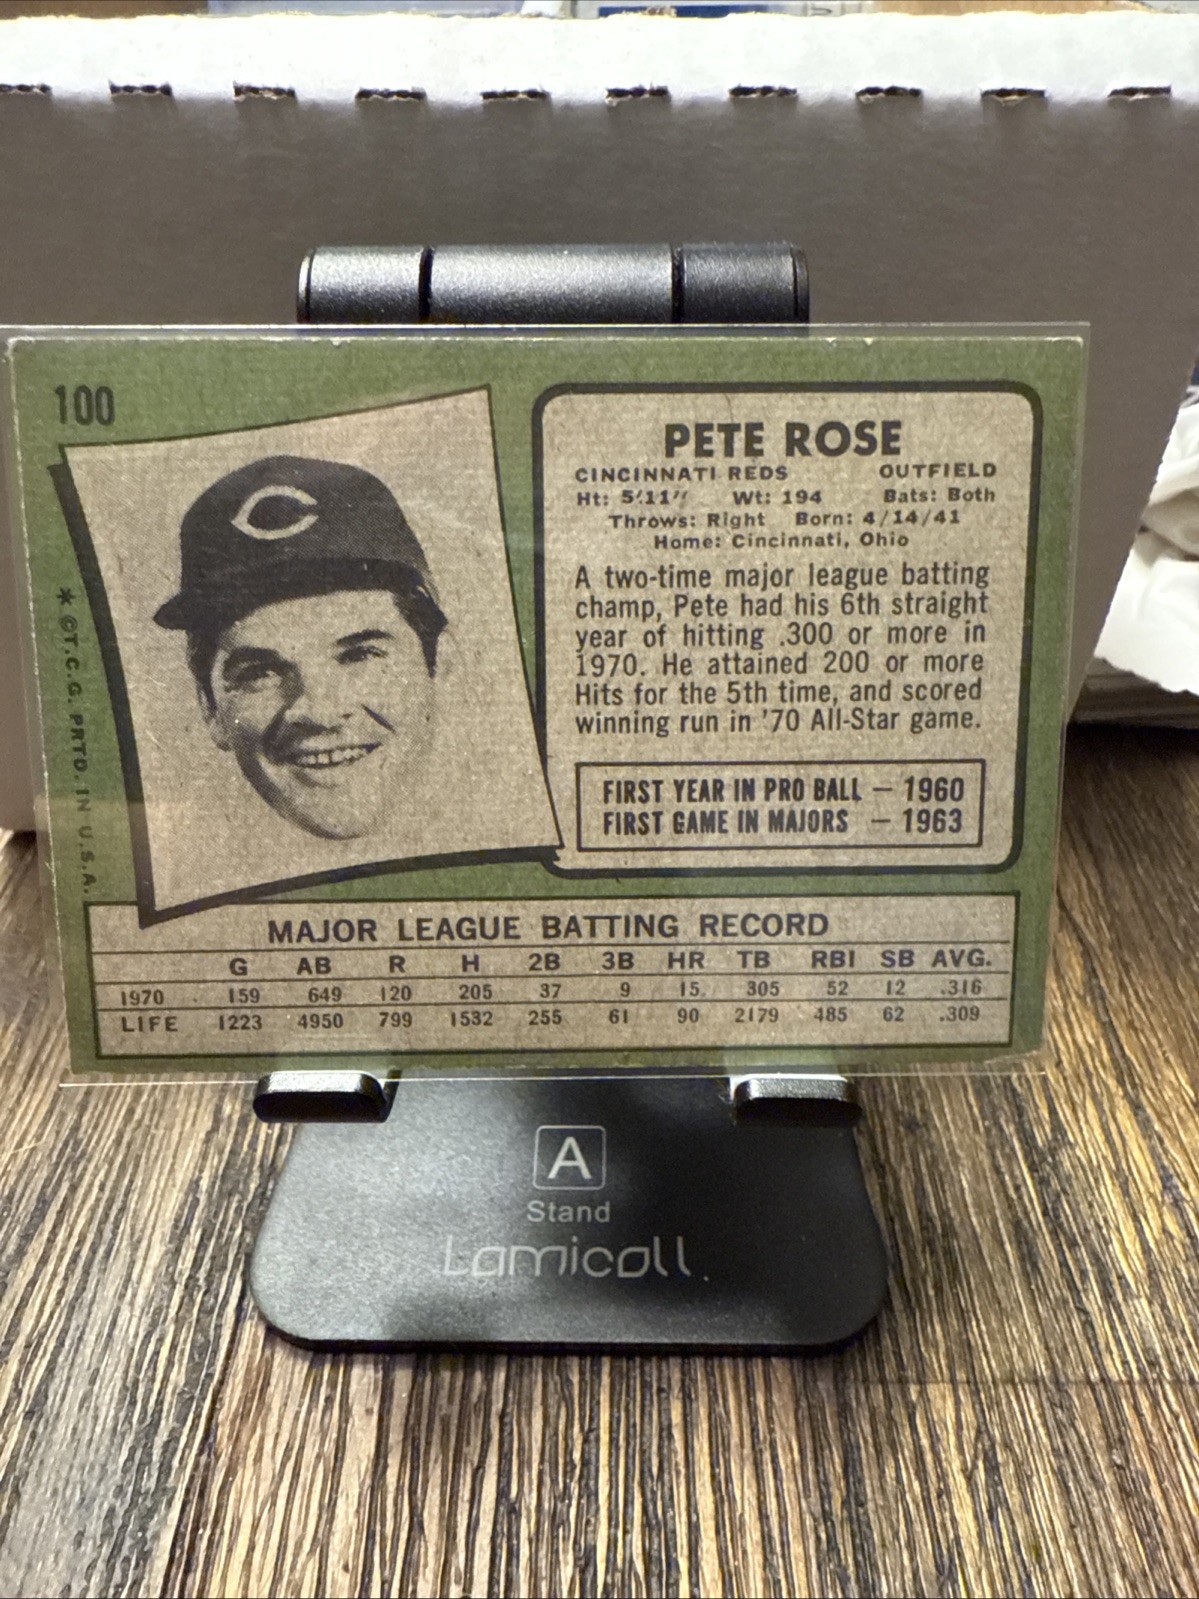 100
PETE ROSE
CINCINNATI REDS OUTFIELD
Ht: 5'11" Wt: 194 Bats: Both
Throws: Right Born: 4/14/41
Home: Cincinnati, Ohio
A two-time major league batting
champ, Pete had his 6th straight
year of hitting .300 or more in
1970. He attained 200 or more
Hits for the 5th time, and scored
winning run in '70 All-Star game.
FIRST YEAR IN PRO BALL — 1960
FIRST GAME IN MAJORS — 1963
* ©T.C.G. PRTD. IN U.S.A.
MAJOR LEAGUE BATTING RECORD
G AB R H 2B 3B HR TB RBI SB AVG.
1970 159 649 120 205 37 9 15 305 52 12 .316
LIFE 1223 4950 799 1532 255 61 90 2179 485 62 .309
A
Stand
Lamicall